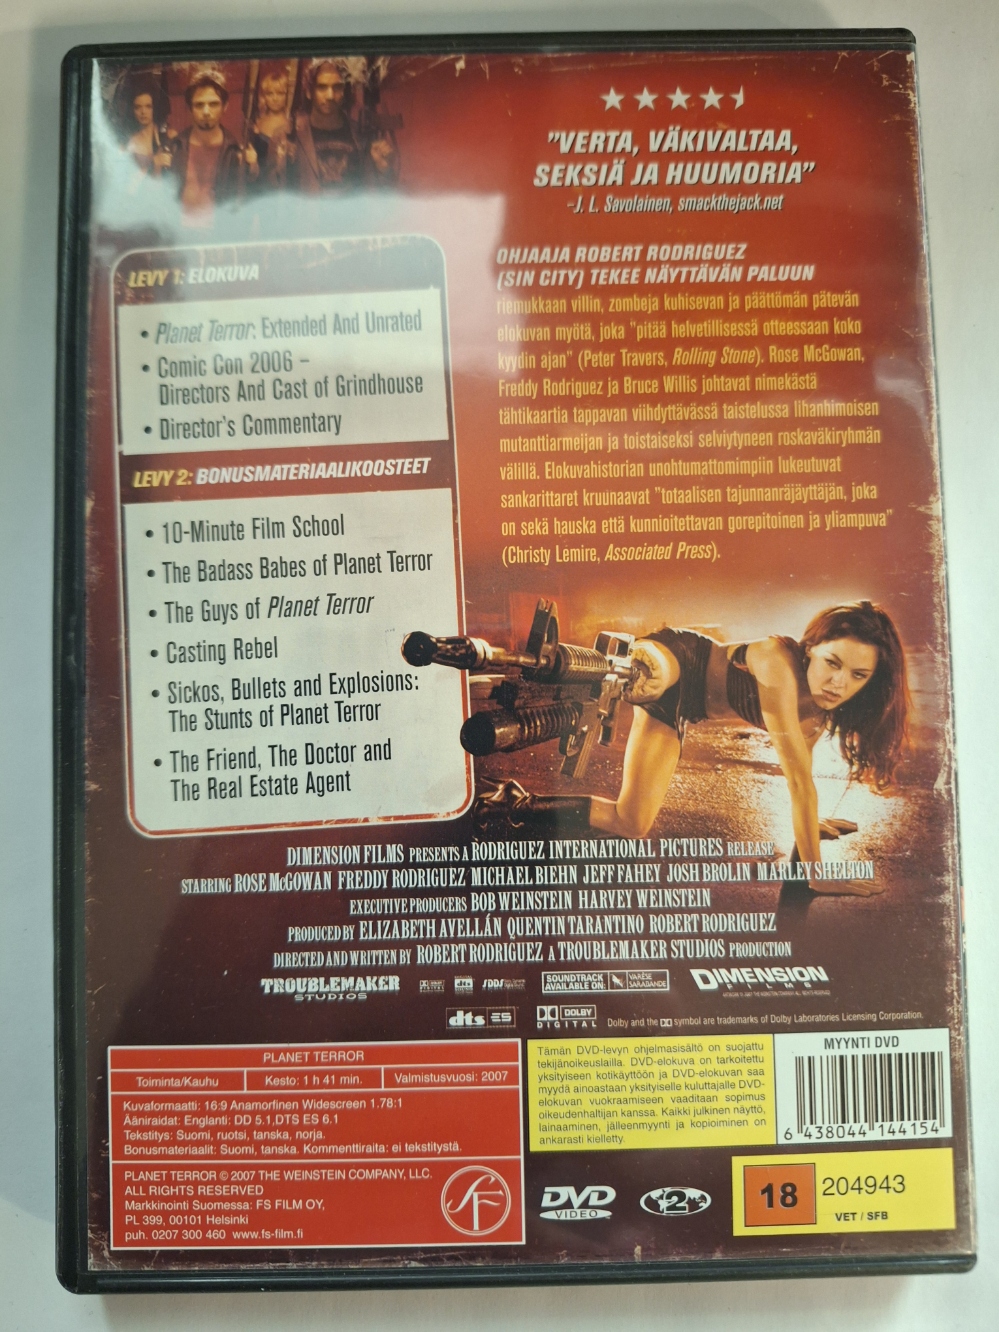 "VERTA, VÄKIVALTAA,
SEKSIÄ JA HUUMORIA"
–J. L. Savolainen, smackthejack.net
LEVY 1: ELOKUVA
• Planet Terror: Extended And Unrated
• Comic Con 2006 –
Directors And Cast of Grindhouse
• Director's Commentary
LEVY 2: BONUSMATERIAALIKOOSTEET
• 10-Minute Film School
• The Badass Babes of Planet Terror
• The Guys of Planet Terror
• Casting Rebel
• Sickos, Bullets and Explosions:
The Stunts of Planet Terror
• The Friend, The Doctor and
The Real Estate Agent
OHJAAJA ROBERT RODRIGUEZ
(SIN CITY) TEKEE NÄYTTÄVÄN PALUUN
riemukkaan villin, zombeja kuhisevan ja päättömän pätevän
elokuvan myötä, joka "pitää helvetillisessä otteessaan koko
kyydin ajan" (Peter Travers, Rolling Stone). Rose McGowan,
Freddy Rodriguez ja Bruce Willis johtavat nimekästä
tähtikaartia tappavan viihdyttävässä taistelussa lihanhimoisen
mutanttiarmeijan ja toistaiseksi selviytyneen roskaväkiryhmän
välillä. Elokuvahistorian unohtumattomimpiin lukeutuvat
sankarittaret kruunaavat "totaalisen tajunnanräjäyttäjän, joka
on sekä hauska että kunnioitettavan gorepitoinen ja yliampuva"
(Christy Lemire, Associated Press).
DIMENSION FILMS PRESENTS A RODRIGUEZ INTERNATIONAL PICTURES RELEASE
STARRING ROSE McGOWAN FREDDY RODRIGUEZ MICHAEL BIEHN JEFF FAHEY JOSH BROLIN MARLEY SHELTON
EXECUTIVE PRODUCERS BOB WEINSTEIN HARVEY WEINSTEIN
PRODUCED BY ELIZABETH AVELLÁN QUENTIN TARANTINO ROBERT RODRIGUEZ
DIRECTED AND WRITTEN BY ROBERT RODRIGUEZ A TROUBLEMAKER STUDIOS PRODUCTION
TROUBLEMAKER
STUDIOS
dts
SDDS
SOUNDTRACK
AVAILABLE ON:
VARÈSE
SARABANDE
DIMENSION
FILMS
dts ES
DOLBY
DIGITAL
Dolby and the DD symbol are trademarks of Dolby Laboratories Licensing Corporation.
PLANET TERROR
Toiminta/Kauhu
Kesto: 1 h 41 min.
Valmistusvuosi: 2007
Kuvaformaatti: 16:9 Anamorfinen Widescreen 1.78:1
Ääniraidat: Englanti: DD 5.1,DTS ES 6.1
Tekstitys: Suomi, ruotsi, tanska, norja.
Bonusmateriaalit: Suomi, tanska. Kommenttiraita: ei tekstitystä.
PLANET TERROR © 2007 THE WEINSTEIN COMPANY, LLC.
ALL RIGHTS RESERVED
Markkinointi Suomessa: FS FILM OY,
PL 399, 00101 Helsinki
puh. 0207 300 460 www.fs-film.fi
SF
Tämän DVD-levyn ohjelmasisältö on suojattu
tekijänoikeuslailla. DVD-elokuva on tarkoitettu
yksityiseen kotikäyttöön ja DVD-elokuvan saa
myydä ainoastaan yksityiselle kuluttajalle DVD-
elokuvan vuokraamiseen vaaditaan sopimus
oikeudenhaltijan kanssa. Kaikki julkinen näyttö,
lainaaminen, jälleenmyynti ja kopioiminen on
ankarasti kielletty.
MYYNTI DVD
6 438044 144154
DVD
VIDEO
2
18
204943
VET / SFB